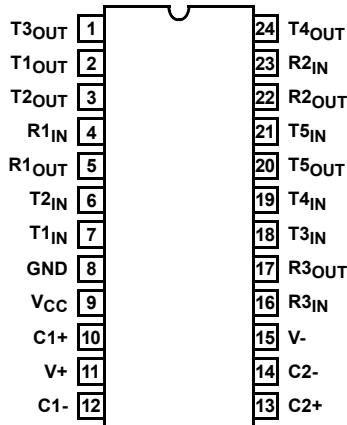 T3OUT 1 24 T4OUT
T1OUT 2 23 R2IN
T2OUT 3 22 R2OUT
R1IN 4 21 T5IN
R1OUT 5 20 T5OUT
T2IN 6 19 T4IN
T1IN 7 18 T3IN
GND 8 17 R3OUT
VCC 9 16 R3IN
C1+ 10 15 V-
V+ 11 14 C2-
C1- 12 13 C2+